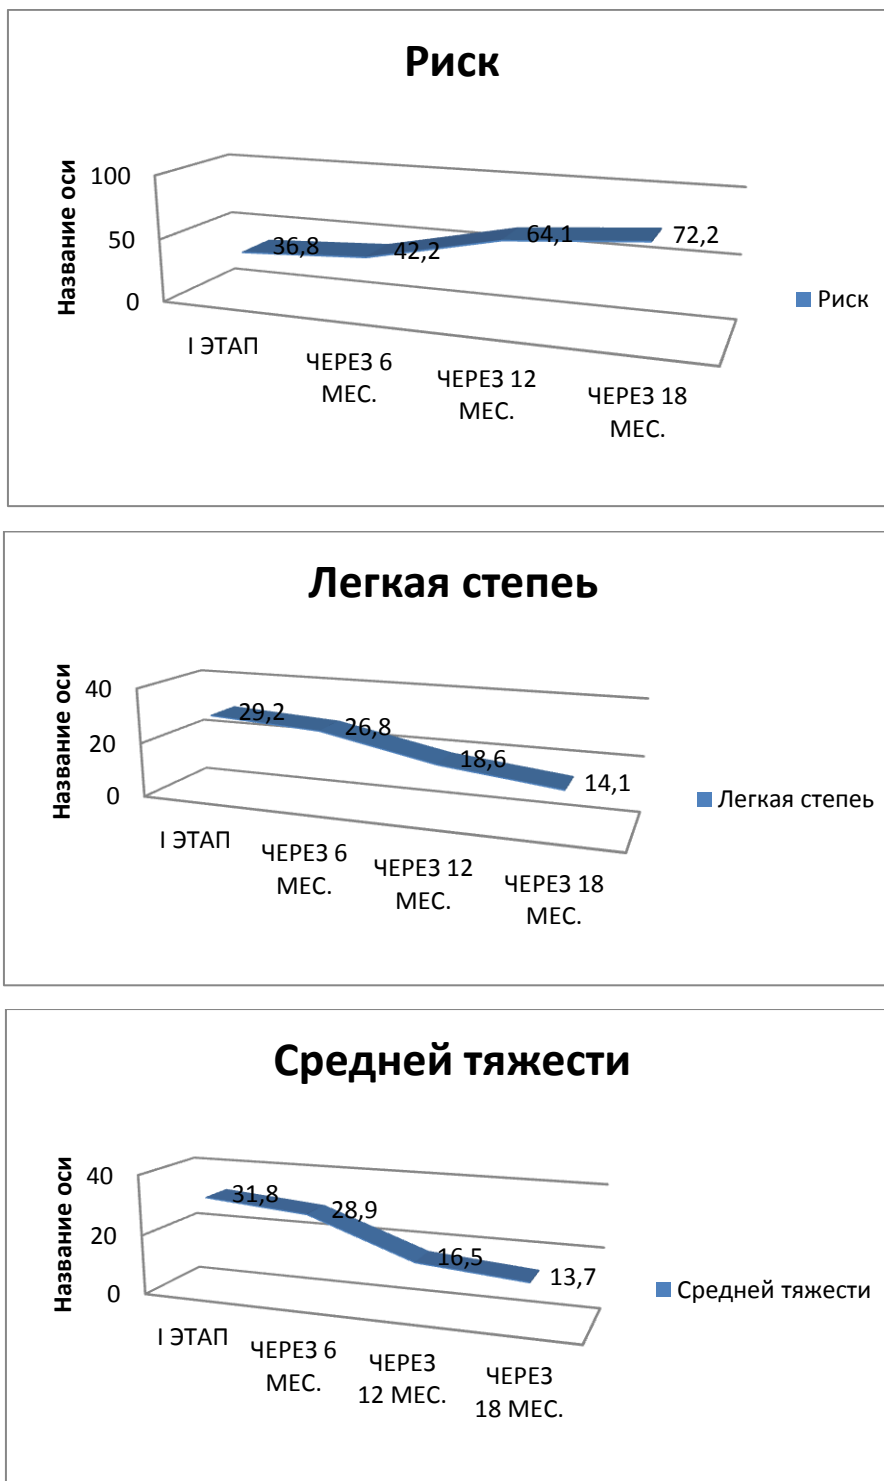 Риск
Название оси
100
50
0
36,8
42,2
64,1
72,2
I ЭТАП
ЧЕРЕЗ 6
МЕС.
ЧЕРЕЗ 12
МЕС.
ЧЕРЕЗ 18
МЕС.
Риск
Легкая степеь
Название оси
40
20
0
29,2
26,8
18,6
14,1
I ЭТАП
ЧЕРЕЗ 6
МЕС.
ЧЕРЕЗ 12
МЕС.
ЧЕРЕЗ 18
МЕС.
Легкая степеь
Средней тяжести
Название оси
40
20
0
31,8
28,9
16,5
13,7
I ЭТАП
ЧЕРЕЗ 6
МЕС.
ЧЕРЕЗ
12 МЕС.
ЧЕРЕЗ
18 МЕС.
Средней тяжести